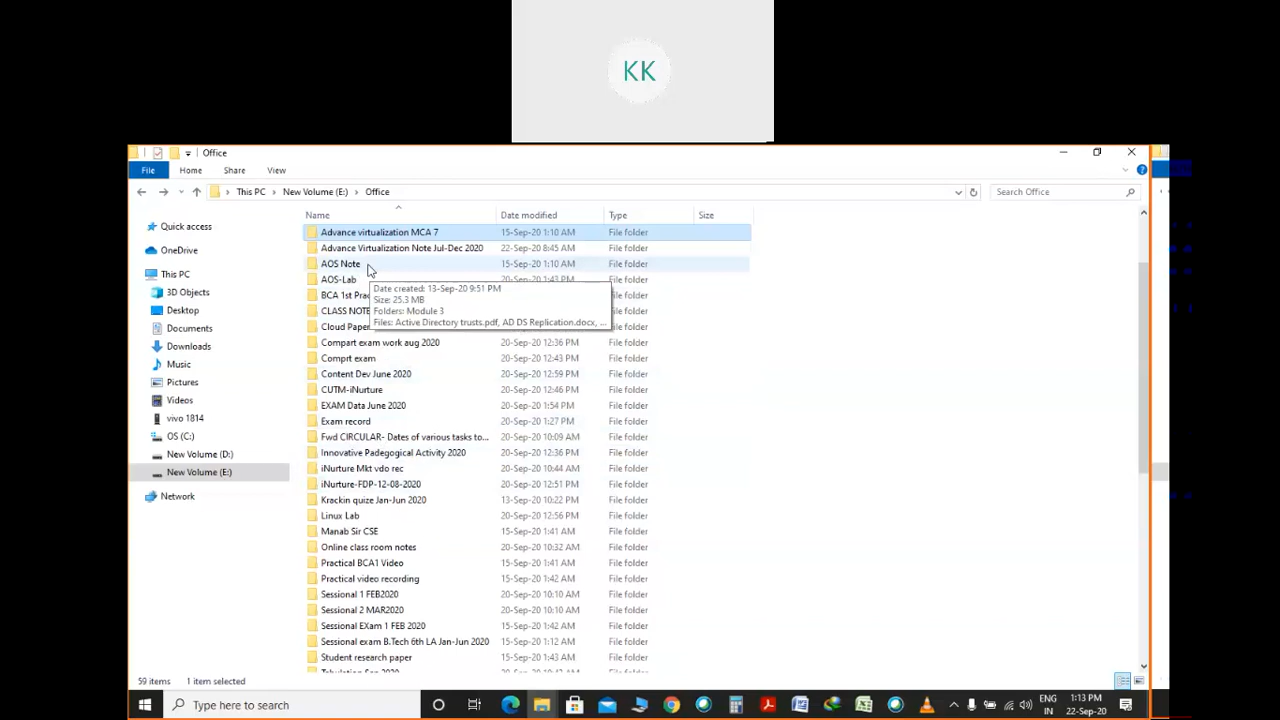 KK
Office
File Home Share View
This PC New Volume (E:) Office
Search Office
Name Date modified Type Size
Quick access
OneDrive
This PC
3D Objects
Desktop
Documents
Downloads
Music
Pictures
Videos
vivo 1814
OS (C:)
New Volume (D:)
New Volume (E:)
Network
Advance virtualization MCA 7 15-Sep-20 1:10 AM File folder
Advance Virtualization Note Jul-Dec 2020 22-Sep-20 8:45 AM File folder
AOS Note 15-Sep-20 1:10 AM File folder
AOS-Lab 20-Sep-20 1:43 PM File folder
BCA 1st Prac File folder
CLASS NOTE File folder
Cloud Paper File folder
Date created: 13-Sep-20 9:51 PM
Size: 25.3 MB
Folders: Module 3
Files: Active Directory trusts.pdf, AD DS Replication.docx, ...
Compart exam work aug 2020 20-Sep-20 12:36 PM File folder
Comprt exam 20-Sep-20 12:43 PM File folder
Content Dev June 2020 20-Sep-20 12:59 PM File folder
CUTM-iNurture 20-Sep-20 12:46 PM File folder
EXAM Data June 2020 20-Sep-20 1:54 PM File folder
Exam record 20-Sep-20 1:27 PM File folder
Fwd CIRCULAR- Dates of various tasks to... 20-Sep-20 10:09 AM File folder
Innovative Padegogical Activity 2020 20-Sep-20 12:36 PM File folder
iNurture Mkt vdo rec 20-Sep-20 10:44 AM File folder
iNurture-FDP-12-08-2020 20-Sep-20 12:51 PM File folder
Krackin quize Jan-Jun 2020 13-Sep-20 10:22 PM File folder
Linux Lab 20-Sep-20 12:56 PM File folder
Manab Sir CSE 15-Sep-20 1:41 AM File folder
Online class room notes 20-Sep-20 10:32 AM File folder
Practical BCA1 Video 15-Sep-20 1:41 AM File folder
Practical video recording 15-Sep-20 1:42 AM File folder
Sessional 1 FEB2020 20-Sep-20 10:10 AM File folder
Sessional 2 MAR2020 20-Sep-20 10:10 AM File folder
Sessional EXam 1 FEB 2020 15-Sep-20 1:42 AM File folder
Sessional exam B.Tech 6th LA Jan-Jun 2020 15-Sep-20 1:12 AM File folder
Student research paper 15-Sep-20 1:43 AM File folder
59 items 1 item selected
Type here to search
ENG
IN
1:13 PM
22-Sep-20